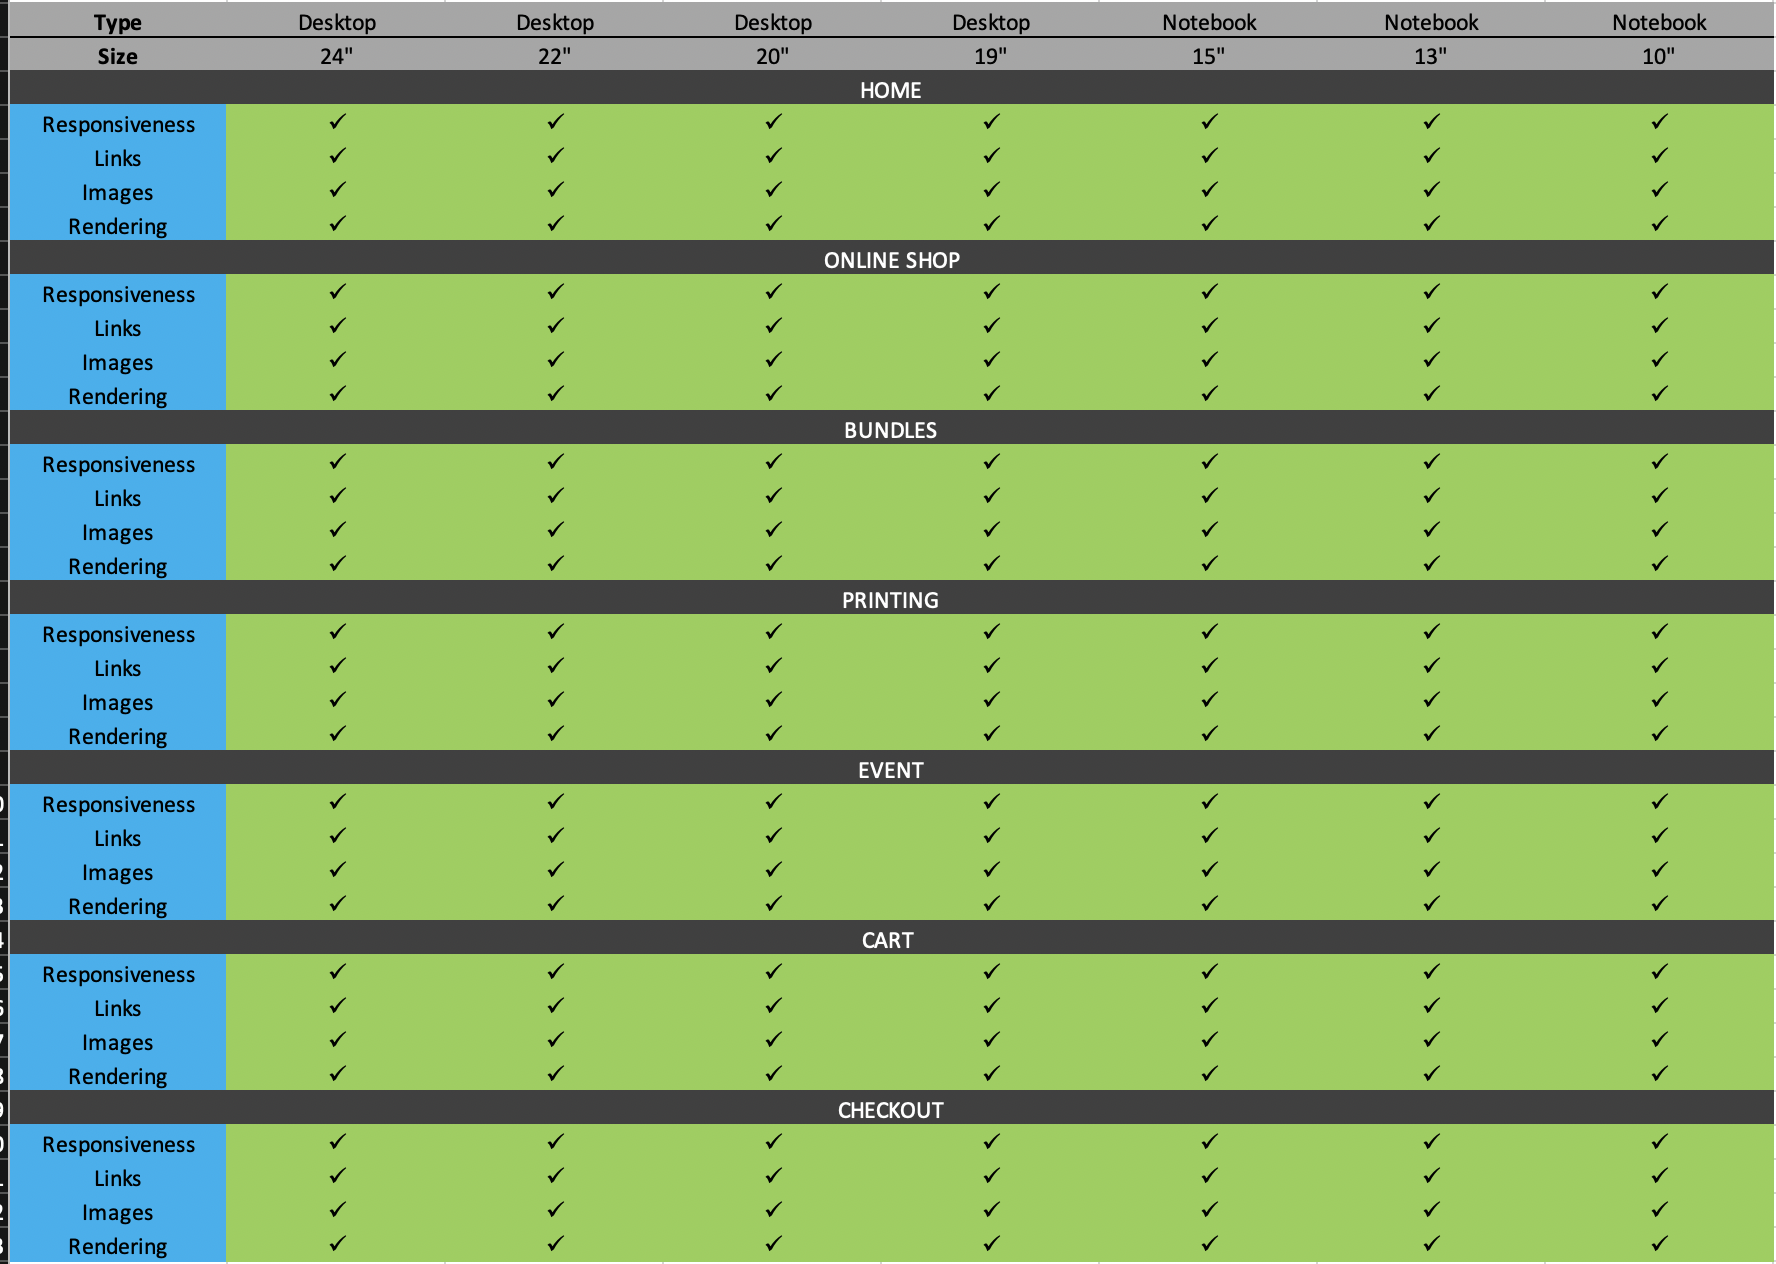 Type Desktop Desktop Desktop Desktop Notebook Notebook Notebook
Size 24" 22" 20" 19" 15" 13" 10"
HOME
Responsiveness ✓ ✓ ✓ ✓ ✓ ✓ ✓
Links ✓ ✓ ✓ ✓ ✓ ✓ ✓
Images ✓ ✓ ✓ ✓ ✓ ✓ ✓
Rendering ✓ ✓ ✓ ✓ ✓ ✓ ✓
ONLINE SHOP
Responsiveness ✓ ✓ ✓ ✓ ✓ ✓ ✓
Links ✓ ✓ ✓ ✓ ✓ ✓ ✓
Images ✓ ✓ ✓ ✓ ✓ ✓ ✓
Rendering ✓ ✓ ✓ ✓ ✓ ✓ ✓
BUNDLES
Responsiveness ✓ ✓ ✓ ✓ ✓ ✓ ✓
Links ✓ ✓ ✓ ✓ ✓ ✓ ✓
Images ✓ ✓ ✓ ✓ ✓ ✓ ✓
Rendering ✓ ✓ ✓ ✓ ✓ ✓ ✓
PRINTING
Responsiveness ✓ ✓ ✓ ✓ ✓ ✓ ✓
Links ✓ ✓ ✓ ✓ ✓ ✓ ✓
Images ✓ ✓ ✓ ✓ ✓ ✓ ✓
Rendering ✓ ✓ ✓ ✓ ✓ ✓ ✓
EVENT
Responsiveness ✓ ✓ ✓ ✓ ✓ ✓ ✓
Links ✓ ✓ ✓ ✓ ✓ ✓ ✓
Images ✓ ✓ ✓ ✓ ✓ ✓ ✓
Rendering ✓ ✓ ✓ ✓ ✓ ✓ ✓
CART
Responsiveness ✓ ✓ ✓ ✓ ✓ ✓ ✓
Links ✓ ✓ ✓ ✓ ✓ ✓ ✓
Images ✓ ✓ ✓ ✓ ✓ ✓ ✓
Rendering ✓ ✓ ✓ ✓ ✓ ✓ ✓
CHECKOUT
Responsiveness ✓ ✓ ✓ ✓ ✓ ✓ ✓
Links ✓ ✓ ✓ ✓ ✓ ✓ ✓
Images ✓ ✓ ✓ ✓ ✓ ✓ ✓
Rendering ✓ ✓ ✓ ✓ ✓ ✓ ✓